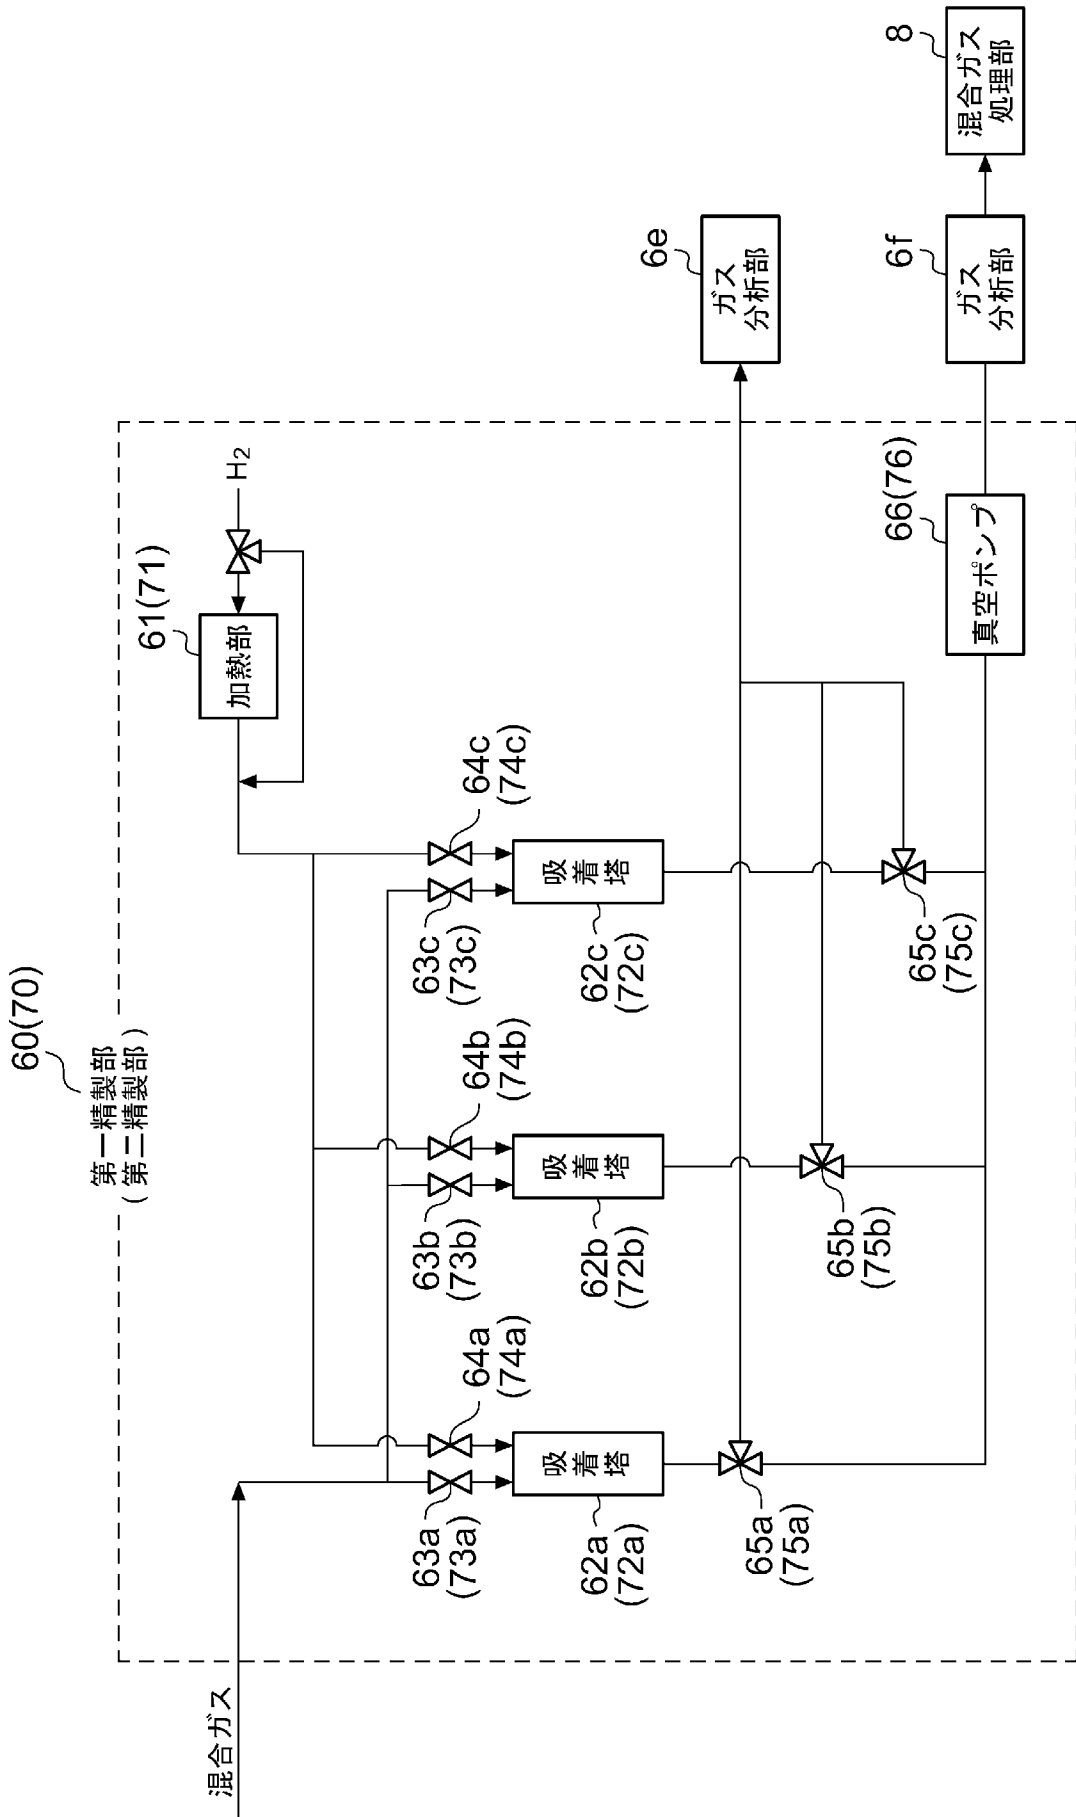 60(70)
第一精製部
(第二精製部)
混合ガス
61(71)
加熱部
H2
63a
(73a)
64a
(74a)
63b
(73b)
64b
(74b)
63c
(73c)
64c
(74c)
吸着塔
吸着塔
吸着塔
62a
(72a)
62b
(72b)
62c
(72c)
65a
(75a)
65b
(75b)
65c
(75c)
66(76)
真空ポンプ
6e
ガス
分析部
6f
ガス
分析部
8
混合ガス
処理部